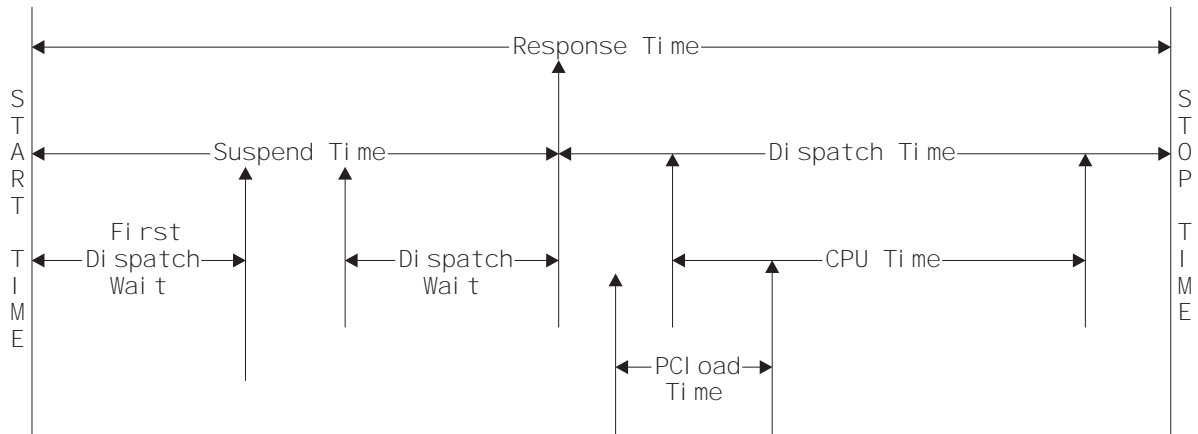 Response Time
START TIME
STOP TIME
Suspend Time
Dispatch Time
First
Dispatch
Wait
Dispatch
Wait
CPU Time
PCload
Time